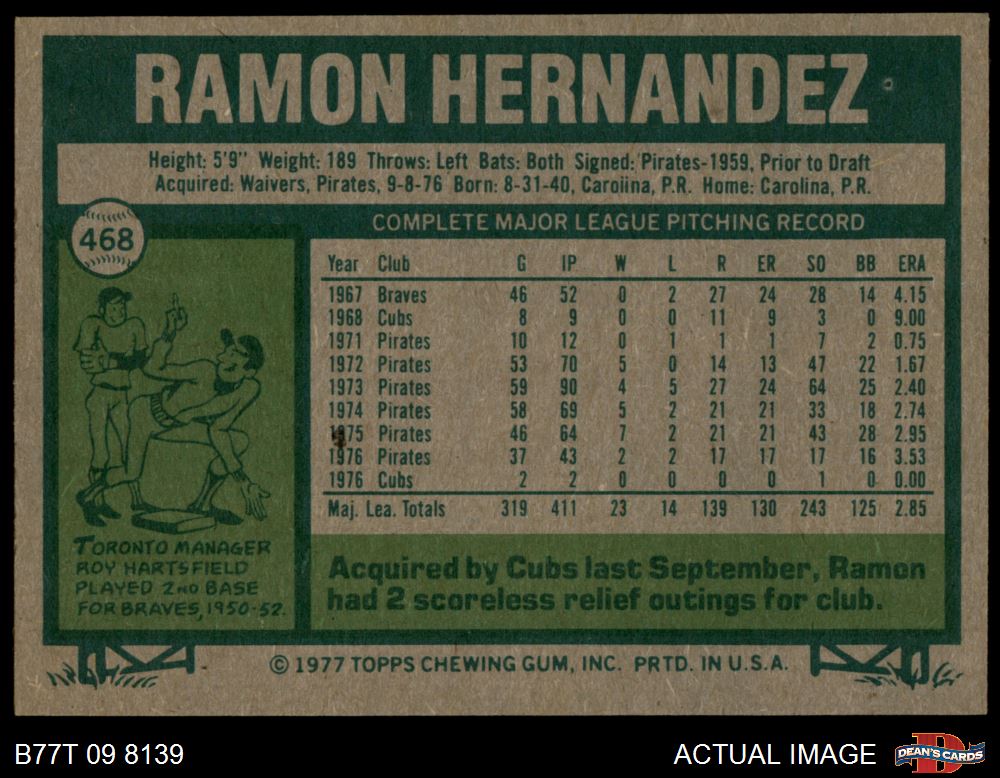 RAMON HERNANDEZ
Height: 5'9" Weight: 189 Throws: Left Bats: Both Signed: Pirates-1959, Prior to Draft
Acquired: Waivers, Pirates, 9-8-76 Born: 8-31-40, Carolina, P.R. Home: Carolina, P.R.
468
COMPLETE MAJOR LEAGUE PITCHING RECORD
Year Club G IP W L R ER SO BB ERA
1967 Braves 46 52 0 2 27 24 28 14 4.15
1968 Cubs 8 9 0 0 11 9 3 0 9.00
1971 Pirates 10 12 0 1 1 1 7 2 0.75
1972 Pirates 53 70 5 0 14 13 47 22 1.67
1973 Pirates 59 90 4 5 27 24 64 25 2.40
1974 Pirates 58 69 5 2 21 21 33 18 2.74
1975 Pirates 46 64 7 2 21 21 43 28 2.95
1976 Pirates 37 43 2 2 17 17 17 16 3.53
1976 Cubs 2 2 0 0 0 0 1 0 0.00
Maj. Lea. Totals 319 411 23 14 139 130 243 125 2.85
TORONTO MANAGER
ROY HARTSFIELD
PLAYED 2ND BASE
FOR BRAVES, 1950-52.
Acquired by Cubs last September, Ramon
had 2 scoreless relief outings for club.
© 1977 TOPPS CHEWING GUM, INC. PRTD. IN U.S.A.
B77T 09 8139
ACTUAL IMAGE
DEAN'S CARDS